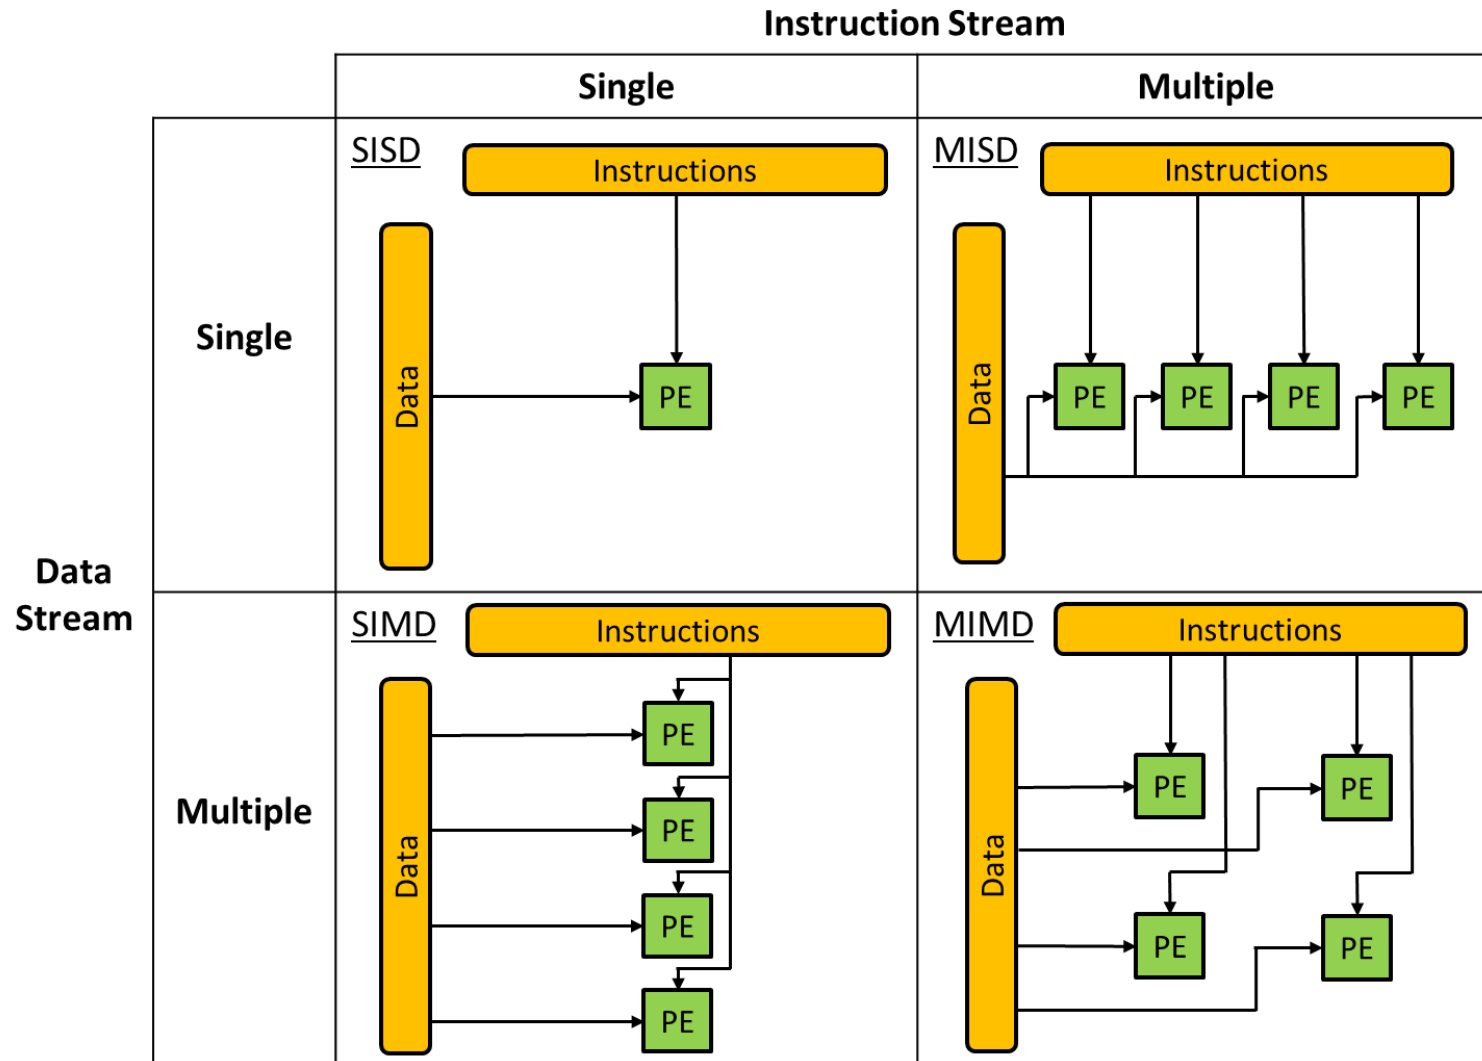 Instruction Stream
Single
Multiple
SISD
Instructions
MISD
Instructions
Single
Data
PE
Data
PE
PE
PE
PE
Data
Stream
SIMD
Instructions
MIMD
Instructions
Multiple
Data
PE
PE
PE
PE
Data
PE
PE
PE
PE